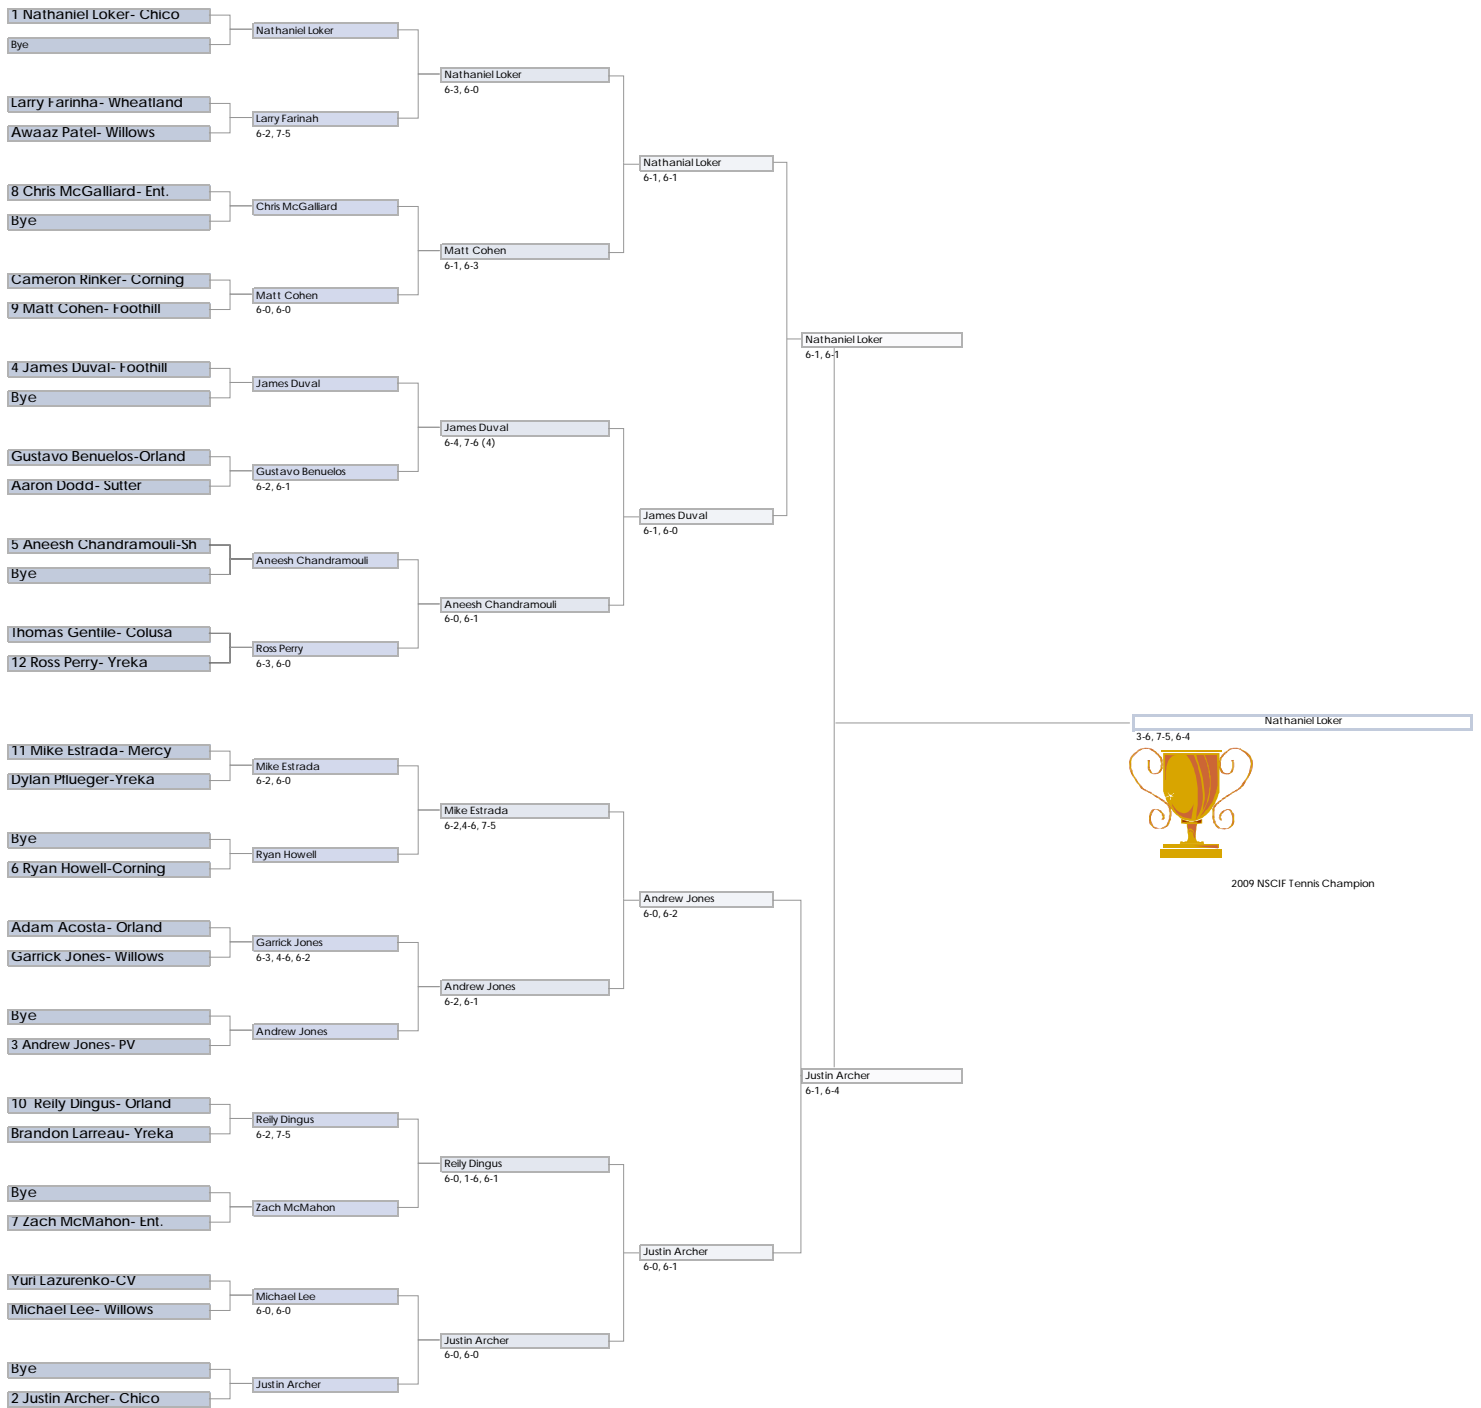 1 Nathaniel Loker- Chico
Bye
Larry Farinha- Wheatland
Awaaz Patel- Willows
8 Chris McGalliard- Ent.
Bye
Cameron Rinker- Corning
9 Matt Cohen- Foothill
4 James Duval- Foothill
Bye
Gustavo Benuelos-Orland
Aaron Dodd- Sutter
5 Aneesh Chandramouli-Sh
Bye
Thomas Gentile- Colusa
12 Ross Perry- Yreka
11 Mike Estrada- Mercy
Dylan Pflueger-Yreka
Bye
6 Ryan Howell-Corning
Adam Acosta- Orland
Garrick Jones- Willows
Bye
3 Andrew Jones- PV
10 Reily Dingus- Orland
Brandon Larreau- Yreka
Bye
7 Zach McMahon- Ent.
Yuri Lazurenko-CV
Michael Lee- Willows
Bye
2 Justin Archer- Chico
Nathaniel Loker
Larry Farinah
6-2, 7-5
Chris McGalliard
Matt Cohen
6-0, 6-0
James Duval
Gustavo Benuelos
6-2, 6-1
Aneesh Chandramouli
Ross Perry
6-3, 6-0
Mike Estrada
6-2, 6-0
Ryan Howell
Garrick Jones
6-3, 4-6, 6-2
Andrew Jones
Reily Dingus
6-2, 7-5
Zach McMahon
Michael Lee
6-0, 6-0
Justin Archer
Nathaniel Loker
6-3, 6-0
Matt Cohen
6-1, 6-3
James Duval
6-4, 7-6 (4)
Aneesh Chandramouli
6-0, 6-1
Mike Estrada
6-2,4-6, 7-5
Andrew Jones
6-2, 6-1
Reily Dingus
6-0, 1-6, 6-1
Justin Archer
6-0, 6-0
Nathanial Loker
6-1, 6-1
James Duval
6-1, 6-0
Andrew Jones
6-0, 6-2
Justin Archer
6-0, 6-1
Nathaniel Loker
6-1, 6-1
Justin Archer
6-1, 6-4
Nathaniel Loker
3-6, 7-5, 6-4
2009 NSCIF Tennis Champion